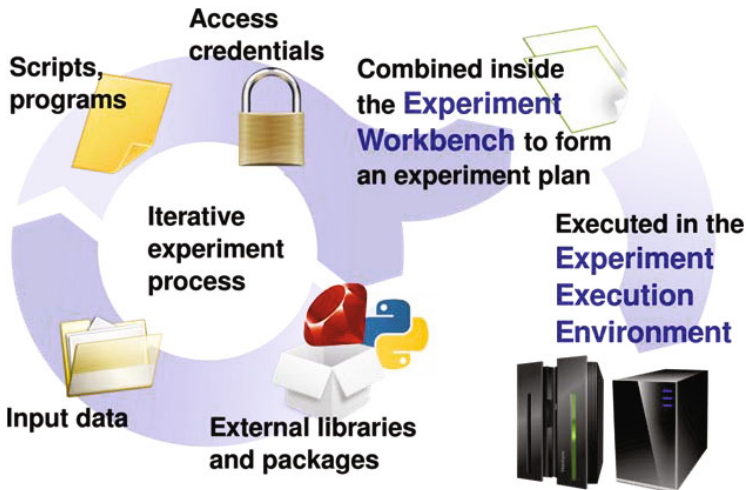 Access
credentials
Scripts,
programs
Combined inside
the Experiment
Workbench to form
an experiment plan
Iterative
experiment
process
Executed in the
Experiment
Execution
Environment
Input data
External libraries
and packages